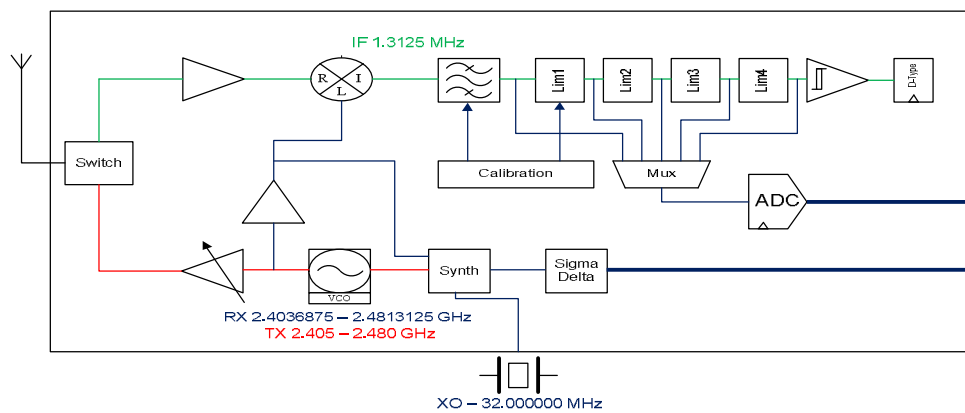 IF 1.3125 MHz
R I
L
Lim1
Lim2
Lim3
Lim4
D-Type
Switch
Calibration
Mux
ADC
Synth
Sigma
Delta
VCO
RX 2.4036875 – 2.4813125 GHz
TX 2.405 – 2.480 GHz
XO – 32.000000 MHz